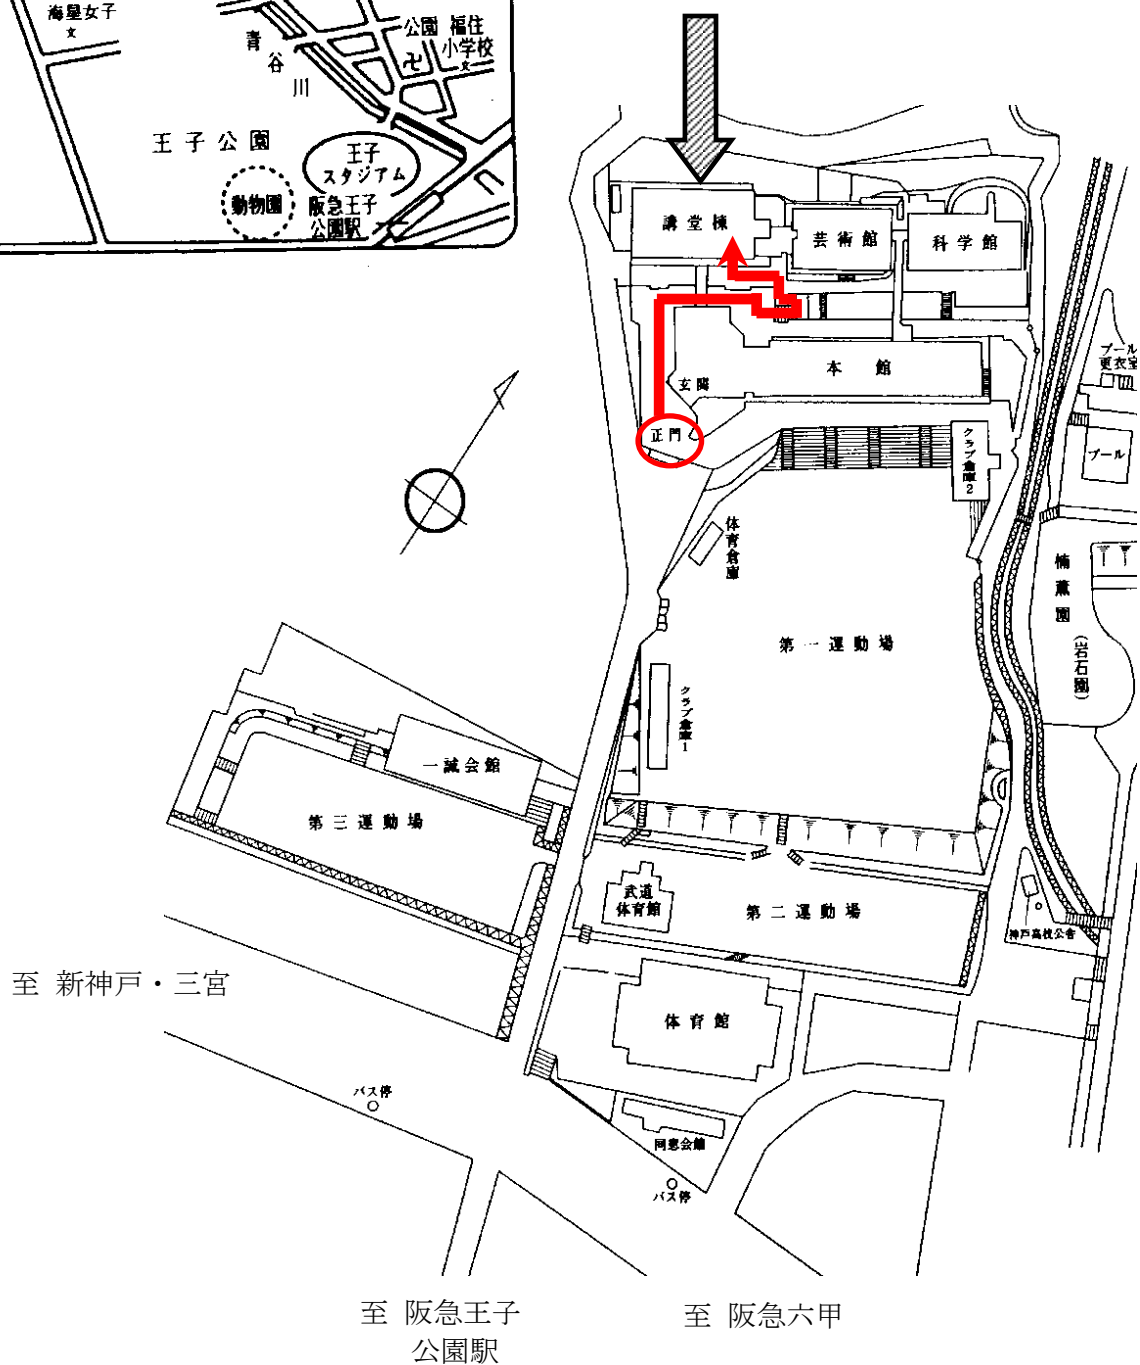 海星女子
文
青
谷
川
公園 福住
小学校
卍 文
王子公園
王子
スタジアム
動物園
阪急王子
公園駅
講堂棟
芸術館
科学館
本館
玄関
正門
プール
更衣室
プール
クラブ倉庫2
体育倉庫
第一運動場
楠薫園
(岩石園)
クラブ倉庫1
一誠会館
第三運動場
武道
体育館
第二運動場
神戸高校公舎
体育館
至 新神戸・三宮
バス停
同窓会館
バス停
至 阪急王子
公園駅
至 阪急六甲